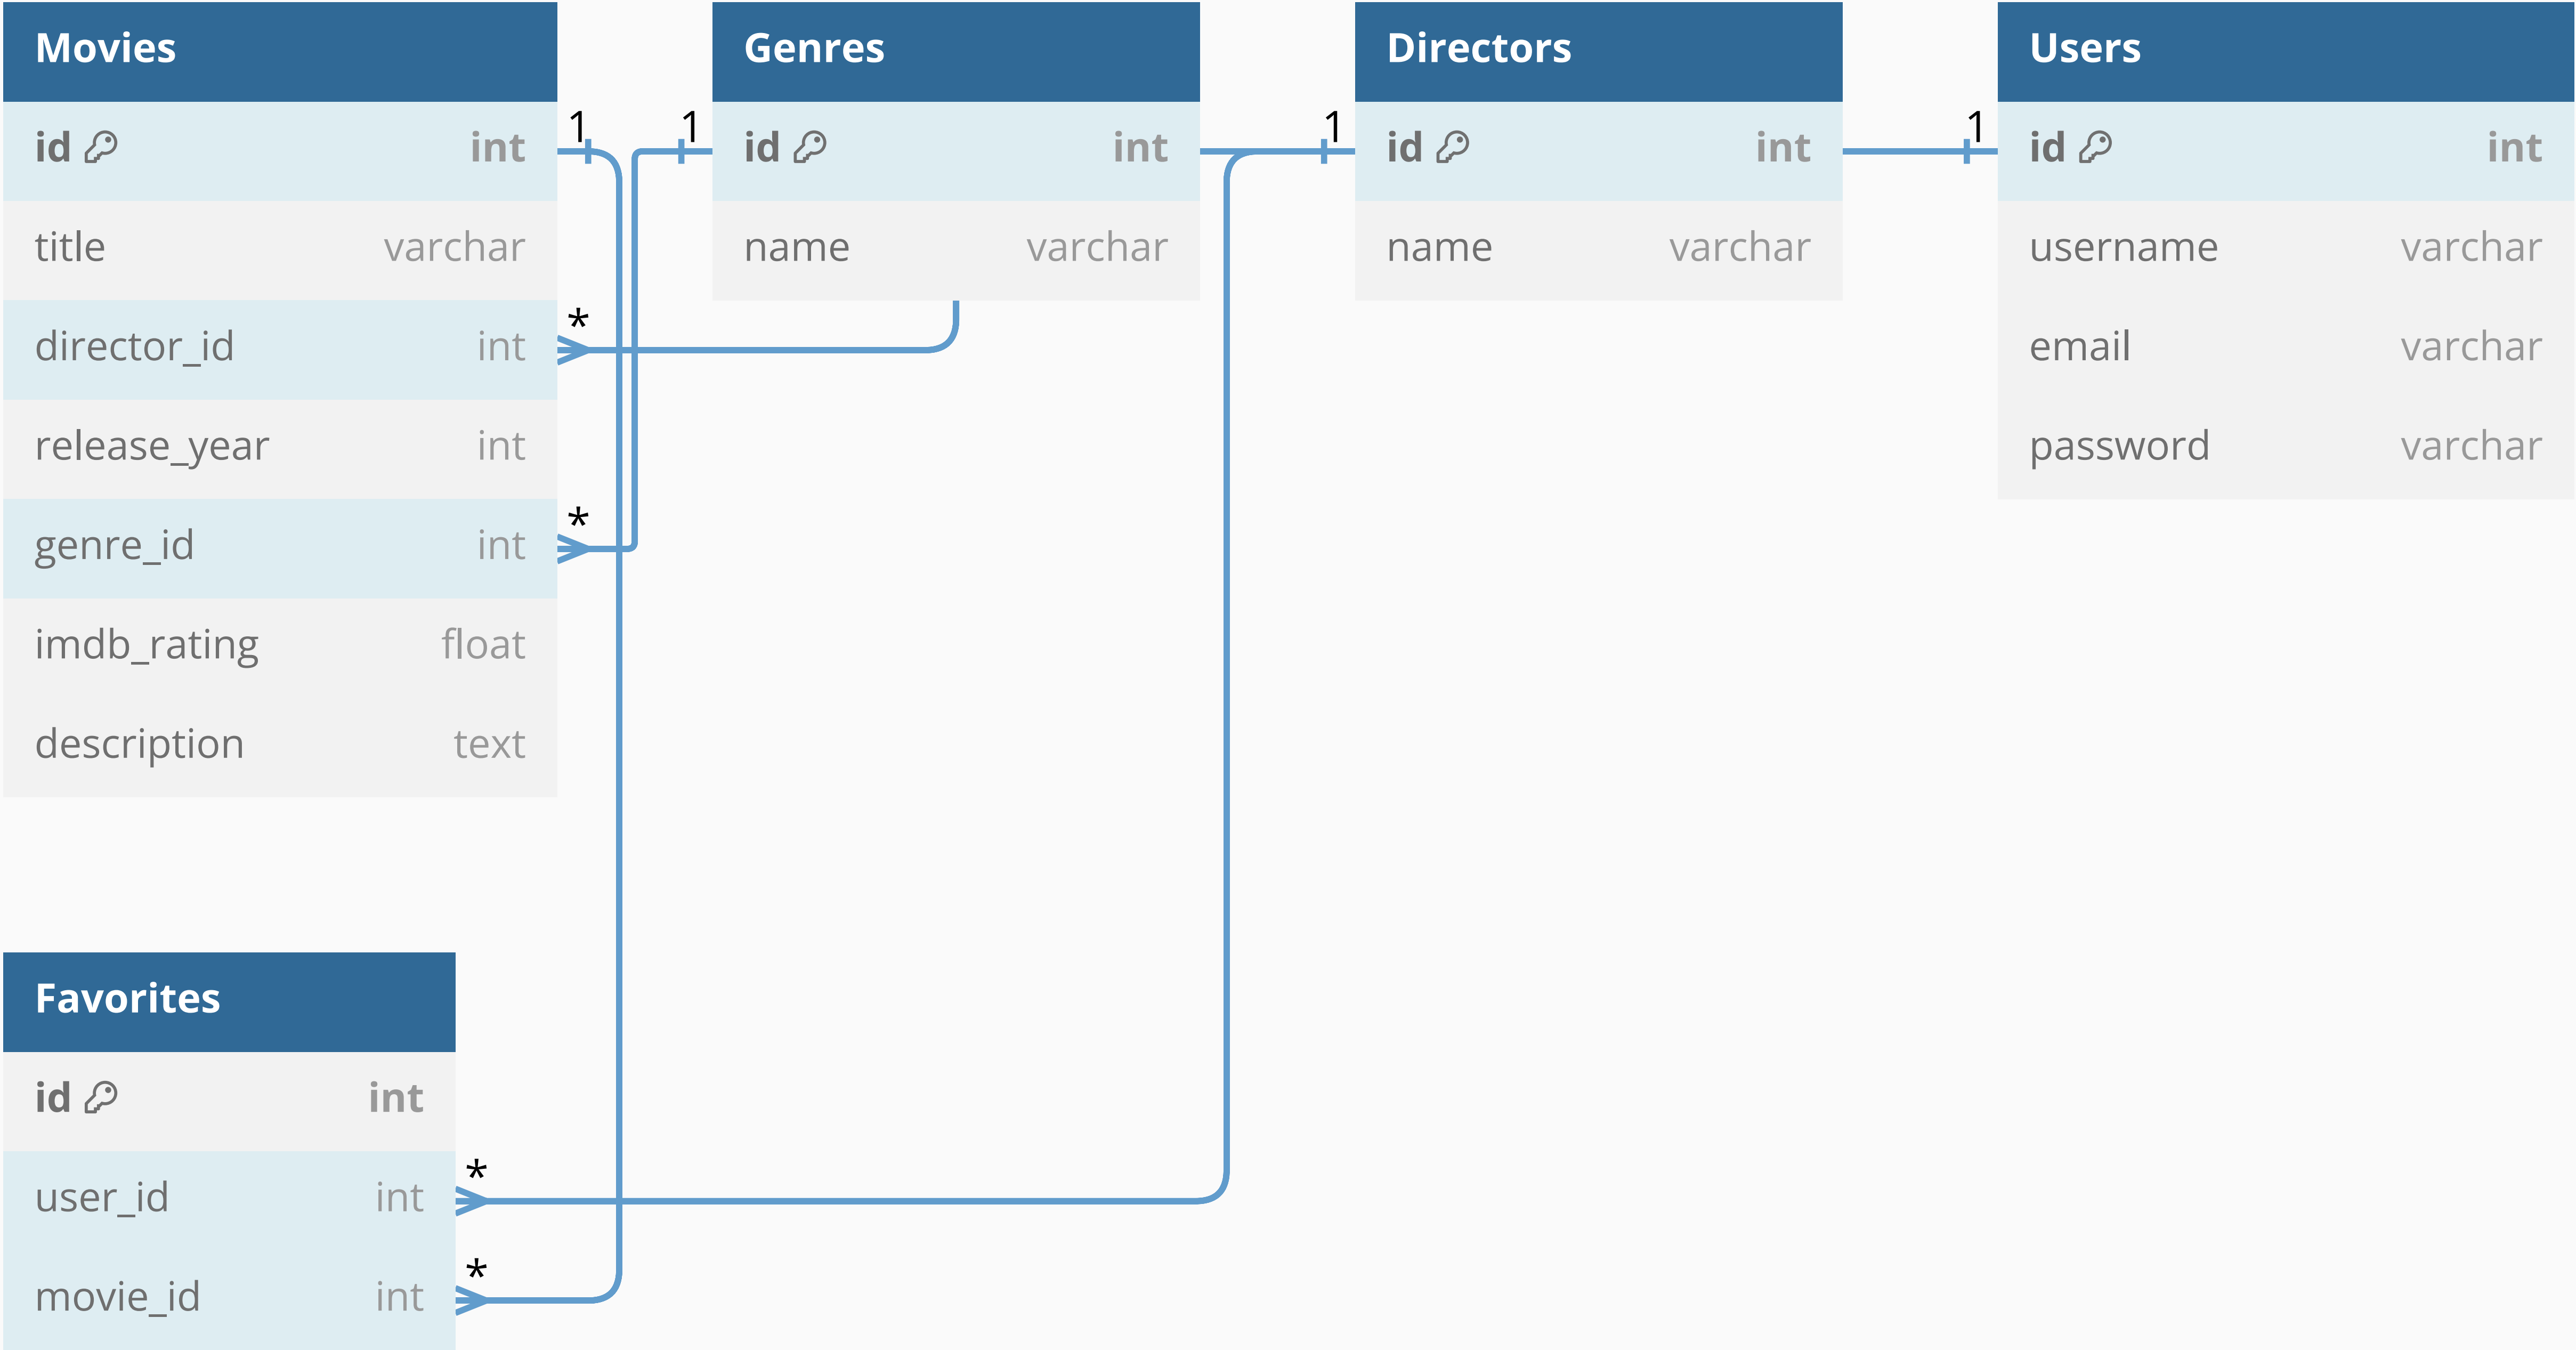 Movies
id int
title varchar
director_id int
release_year int
genre_id int
imdb_rating float
description text
1
*
*
1
Genres
id int
name varchar
1
Directors
id int
name varchar
1
Users
id int
username varchar
email varchar
password varchar
Favorites
id int
user_id int
movie_id int
*
*